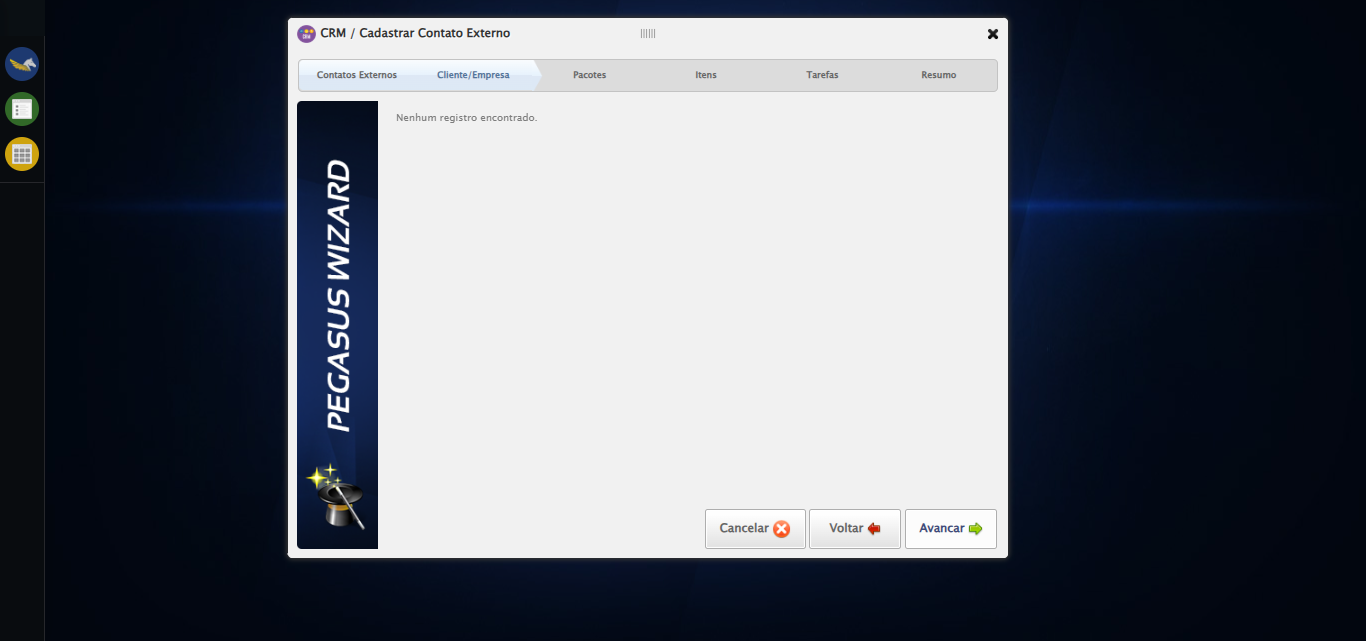 CRM / Cadastrar Contato Externo
Contatos Externos Cliente/Empresa Pacotes Itens Tarefas Resumo
Nenhum registro encontrado.
PEGASUS WIZARD
Cancelar Voltar Avancar